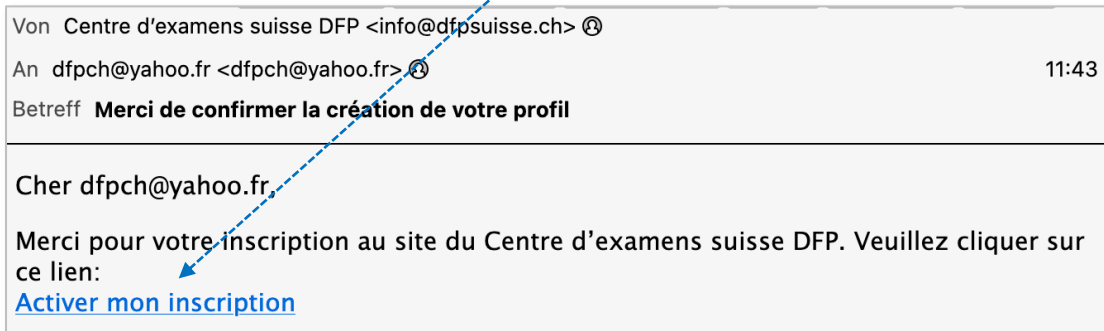 Von Centre d'examens suisse DFP <info@dfpsuisse.ch>
An dfpch@yahoo.fr <dfpch@yahoo.fr> 11:43
Betreff Merci de confirmer la création de votre profil
Cher dfpch@yahoo.fr,
Merci pour votre inscription au site du Centre d'examens suisse DFP. Veuillez cliquer sur
ce lien:
Activer mon inscription